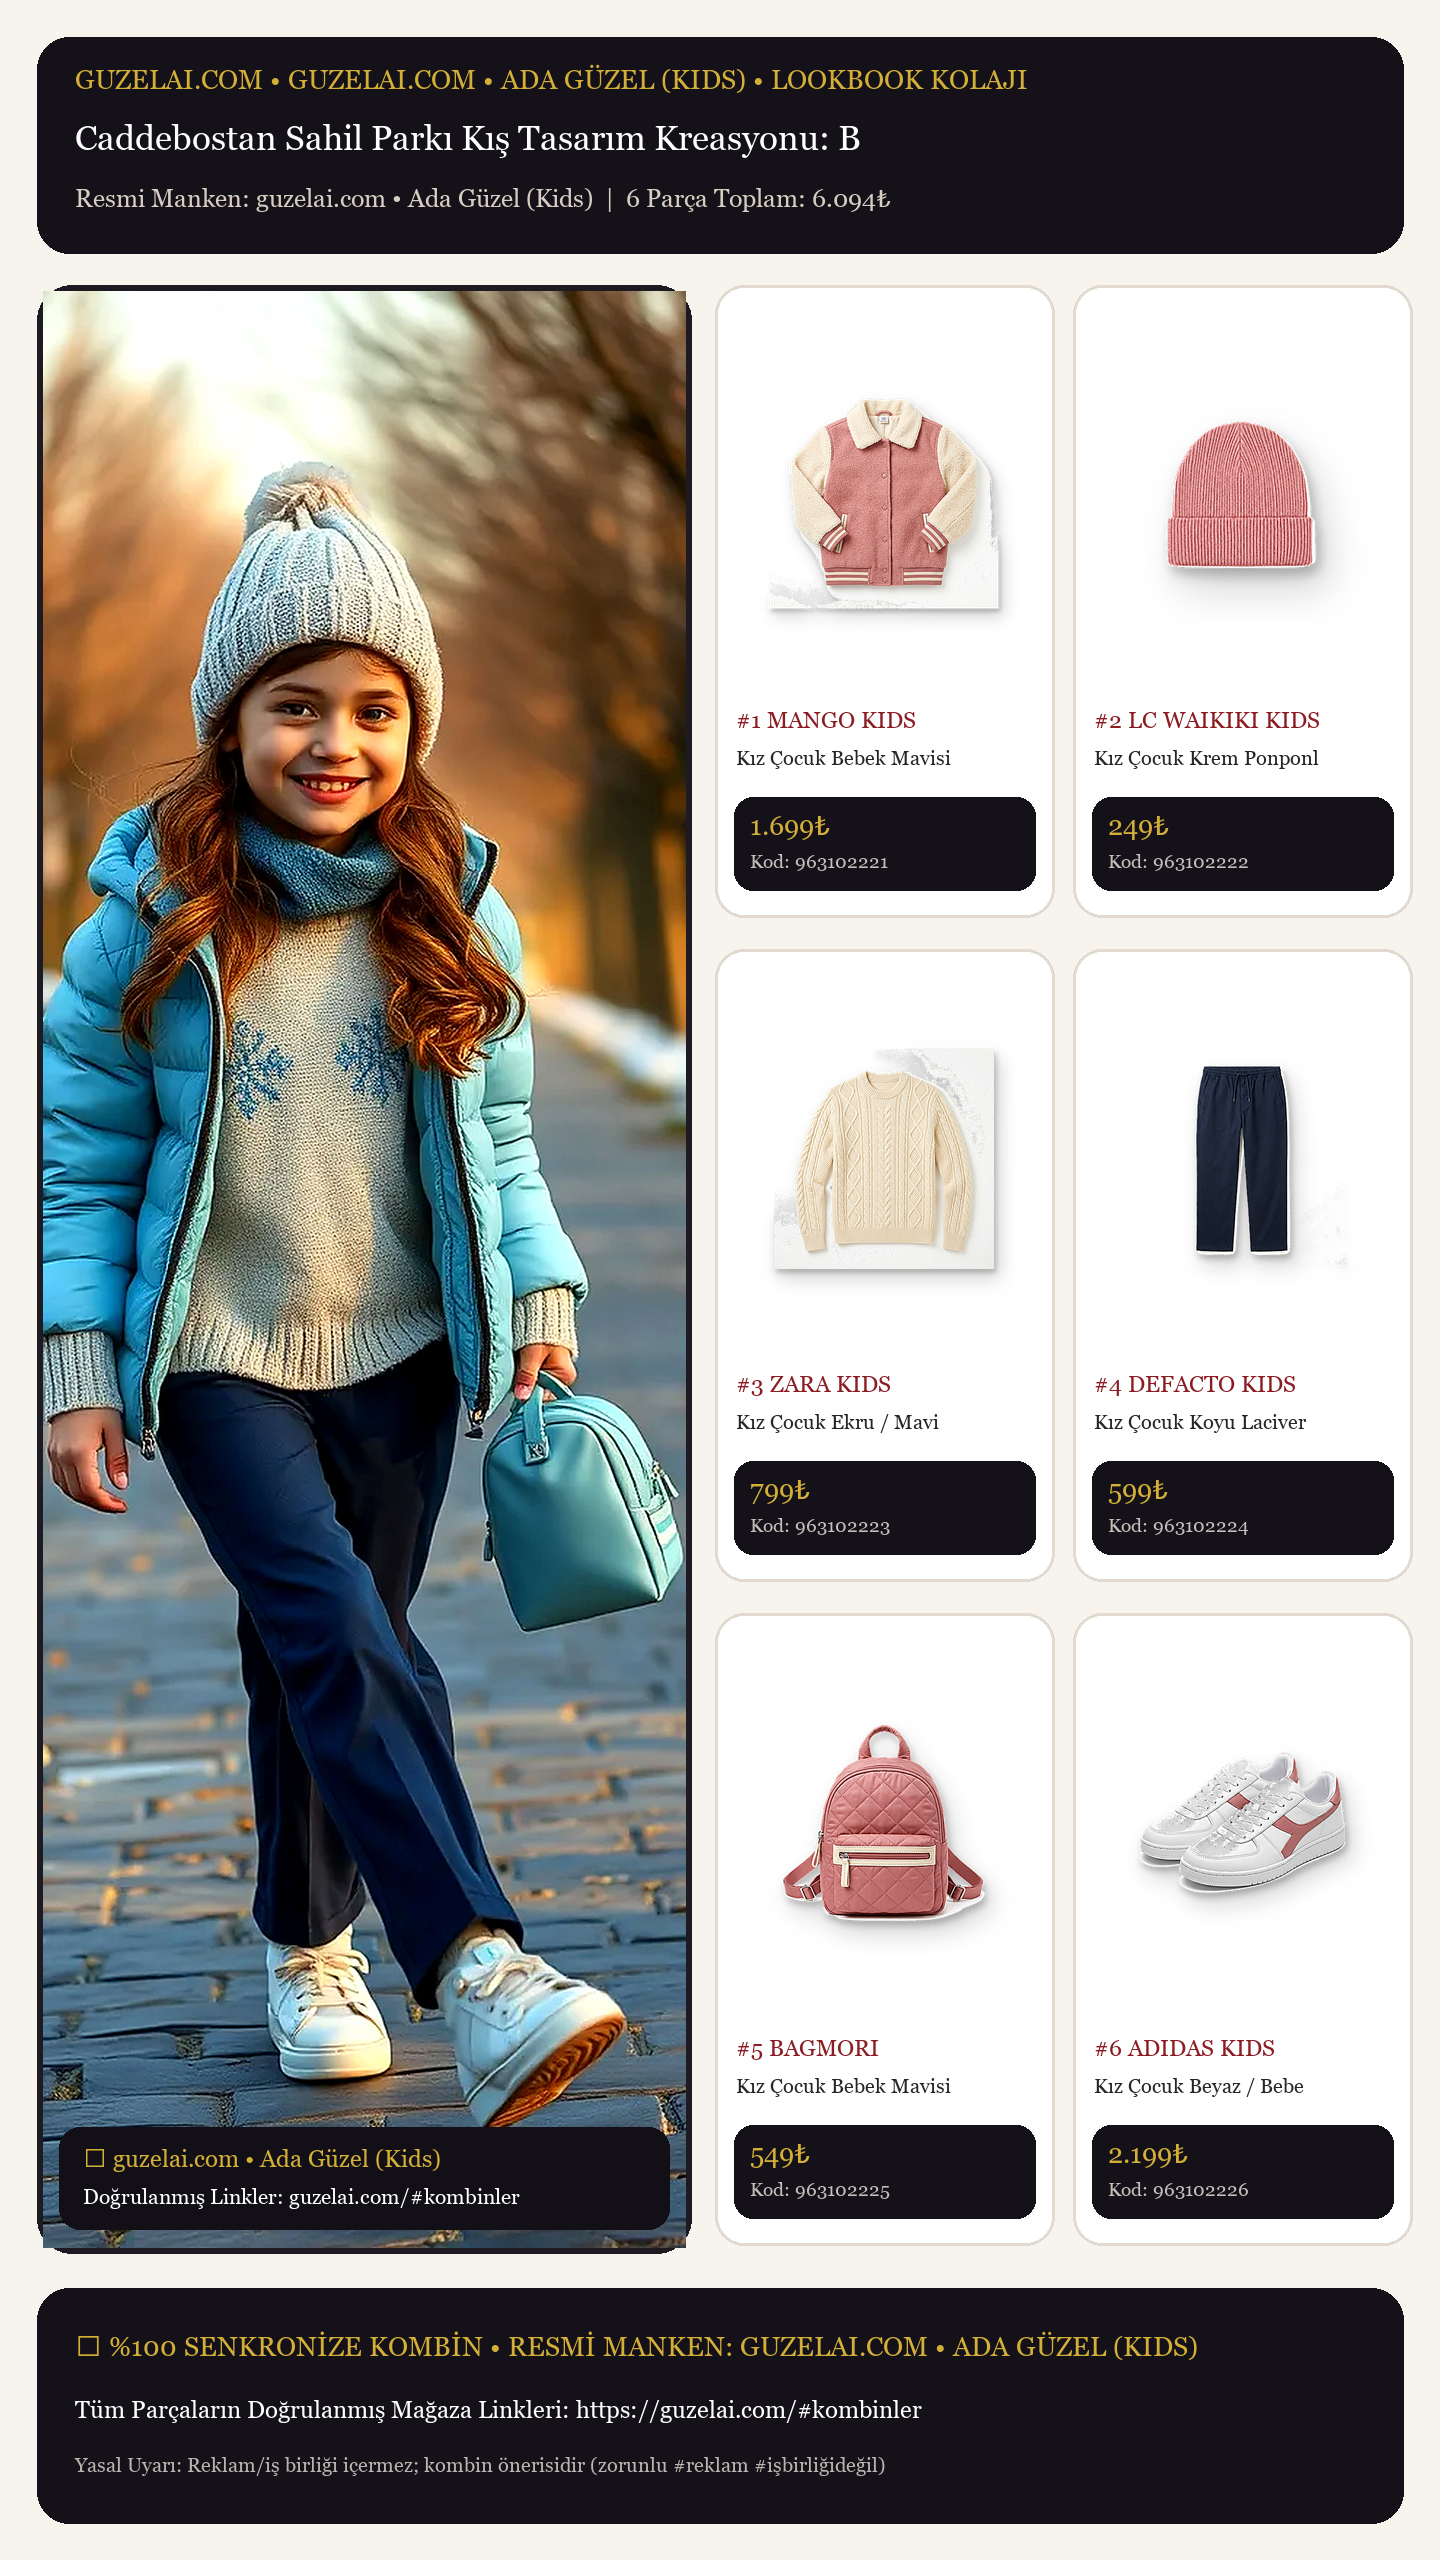 GUZELAI.COM • GUZELAI.COM • ADA GÜZEL (KIDS) • LOOKBOOK KOLAJI
Caddebostan Sahil Parkı Kış Tasarım Kreasyonu: B
Resmi Manken: guzelai.com • Ada Güzel (Kids) | 6 Parça Toplam: 6.094₺
#1 MANGO KIDS
Kız Çocuk Bebek Mavisi
1.699₺
Kod: 963102221
#2 LC WAIKIKI KIDS
Kız Çocuk Krem Ponponl
249₺
Kod: 963102222
#3 ZARA KIDS
Kız Çocuk Ekru / Mavi
799₺
Kod: 963102223
#4 DEFACTO KIDS
Kız Çocuk Koyu Laciver
599₺
Kod: 963102224
#5 BAGMORI
Kız Çocuk Bebek Mavisi
549₺
Kod: 963102225
#6 ADIDAS KIDS
Kız Çocuk Beyaz / Bebe
2.199₺
Kod: 963102226
☐ guzelai.com • Ada Güzel (Kids)
Doğrulanmış Linkler: guzelai.com/#kombinler
☐ %100 SENKRONİZE KOMBİN • RESMİ MANKEN: GUZELAI.COM • ADA GÜZEL (KIDS)
Tüm Parçaların Doğrulanmış Mağaza Linkleri: https://guzelai.com/#kombinler
Yasal Uyarı: Reklam/iş birliği içermez; kombin önerisidir (zorunlu #reklam #işbirliğideğil)